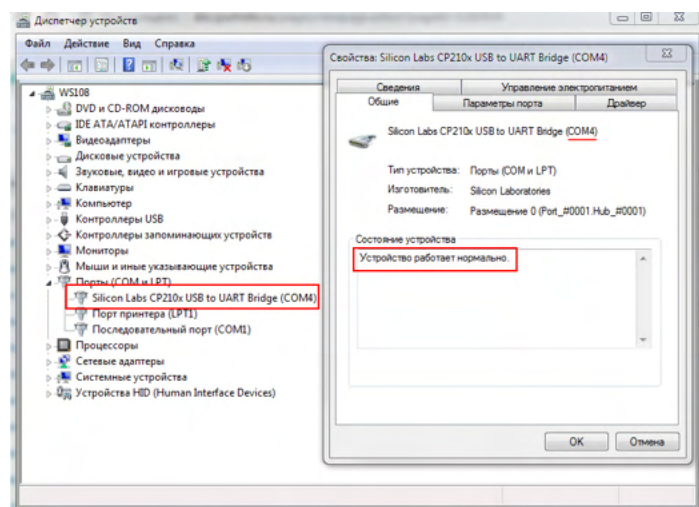 Диспетчер устройств
Файл Действие Вид Справка
WS108
DVD и CD-ROM дисководы
IDE ATA/ATAPI контроллеры
Видеоадаптеры
Дисковые устройства
Звуковые, видео и игровые устройства
Клавиатуры
Компьютер
Контроллеры USB
Контроллеры запоминающих устройств
Мониторы
Мыши и иные указывающие устройства
Порты (COM и LPT)
Silicon Labs CP210x USB to UART Bridge (COM4)
Порт принтера (LPT1)
Последовательный порт (COM1)
Процессоры
Сетевые адаптеры
Системные устройства
Устройства HID (Human Interface Devices)
Свойства: Silicon Labs CP210x USB to UART Bridge (COM4)
Сведения Управление электропитанием
Общие Параметры порта Драйвер
Silicon Labs CP210x USB to UART Bridge (COM4)
Тип устройства: Порты (COM и LPT)
Изготовитель: Silicon Laboratories
Размещение: Размещение 0 (Port_#0001.Hub_#0001)
Состояние устройства
Устройство работает нормально.
OK Отмена